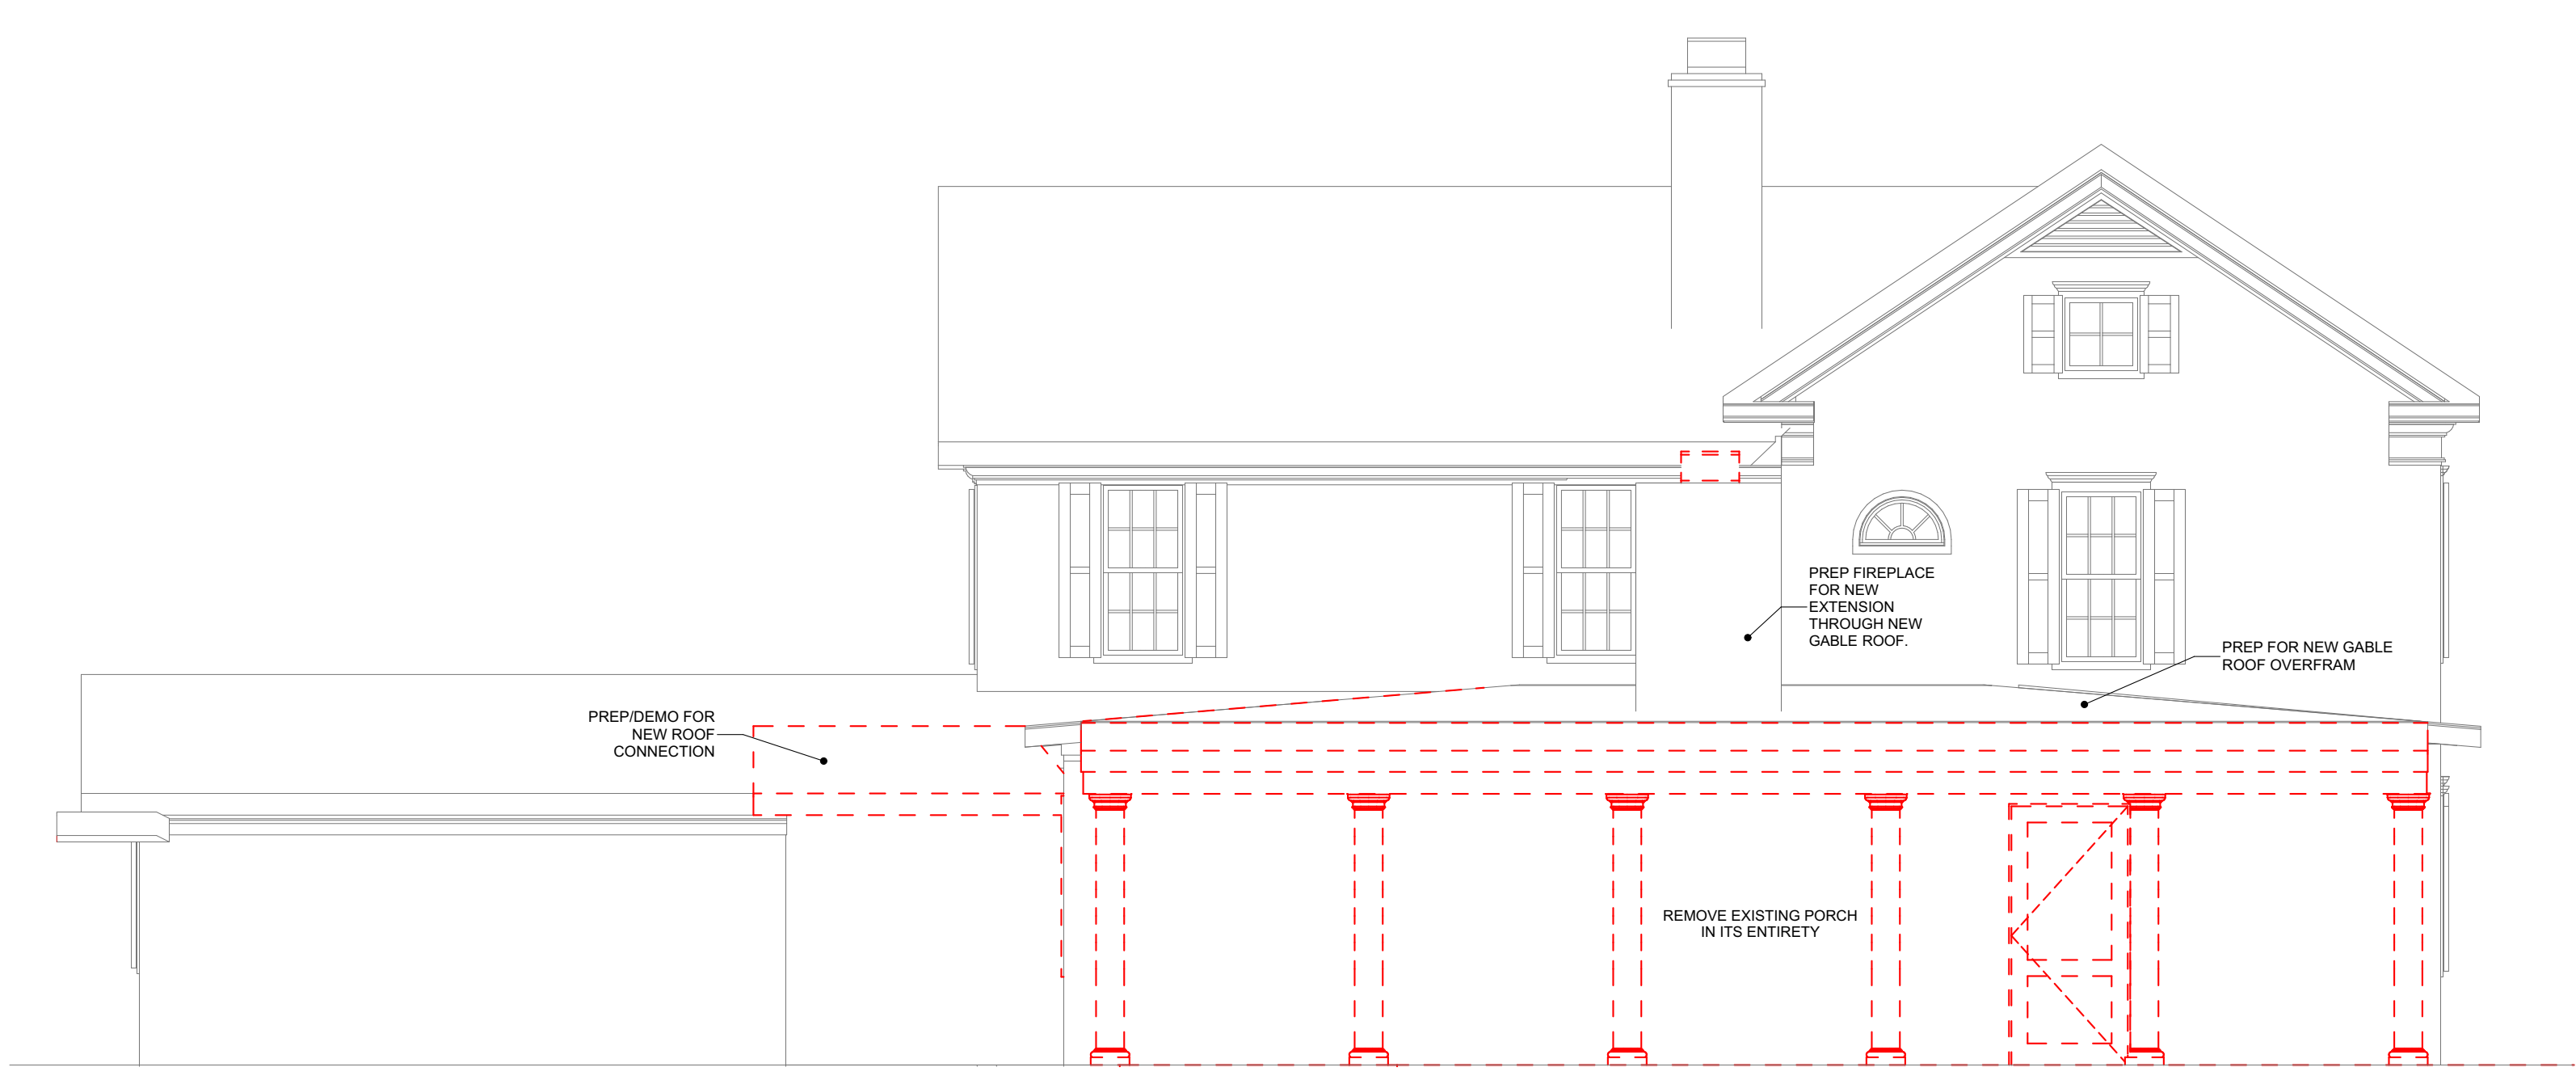 PREP FIREPLACE
FOR NEW
EXTENSION
THROUGH NEW
GABLE ROOF.
PREP FOR NEW GABLE
ROOF OVERFRAM
PREP/DEMO FOR
NEW ROOF
CONNECTION
REMOVE EXISTING PORCH
IN ITS ENTIRETY